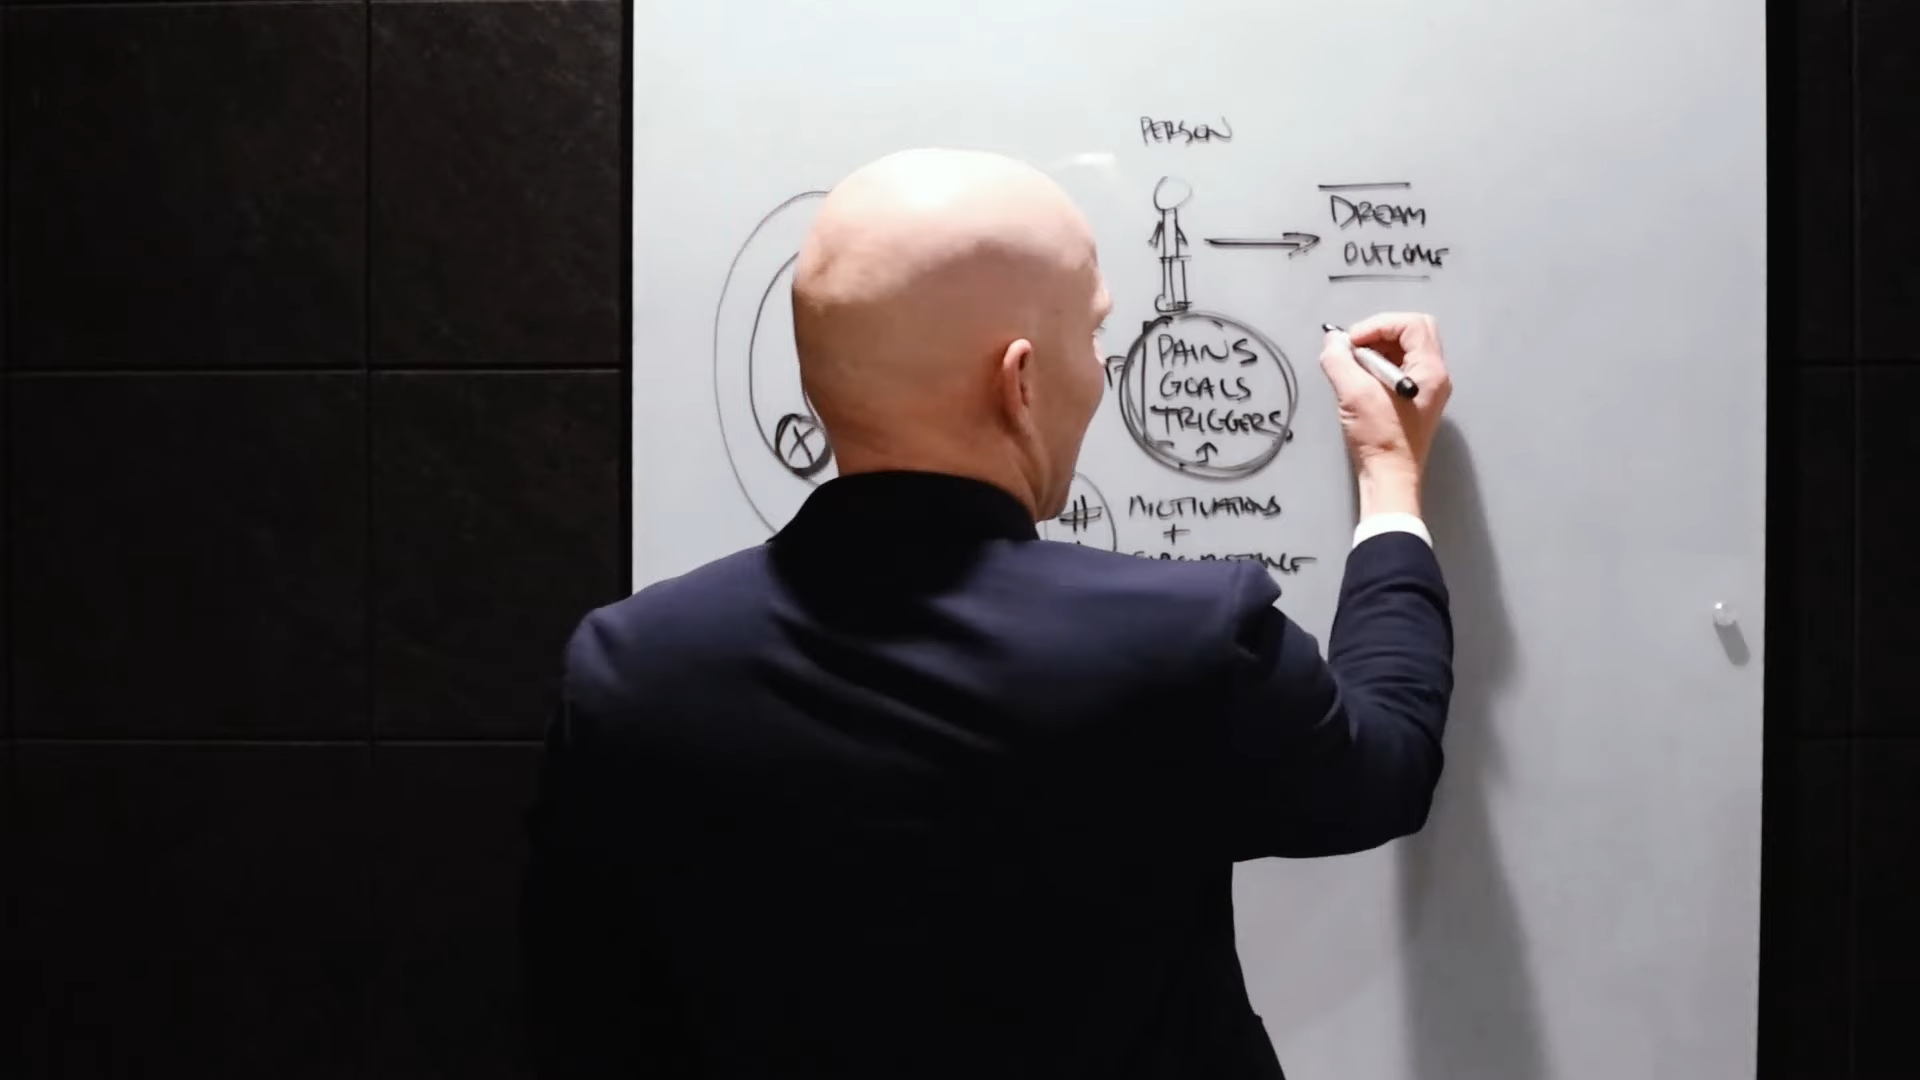 PERSON
DREAM
OUTCOME
PAINS
GOALS
TRIGGERS
#
MOTIVATIONS
+